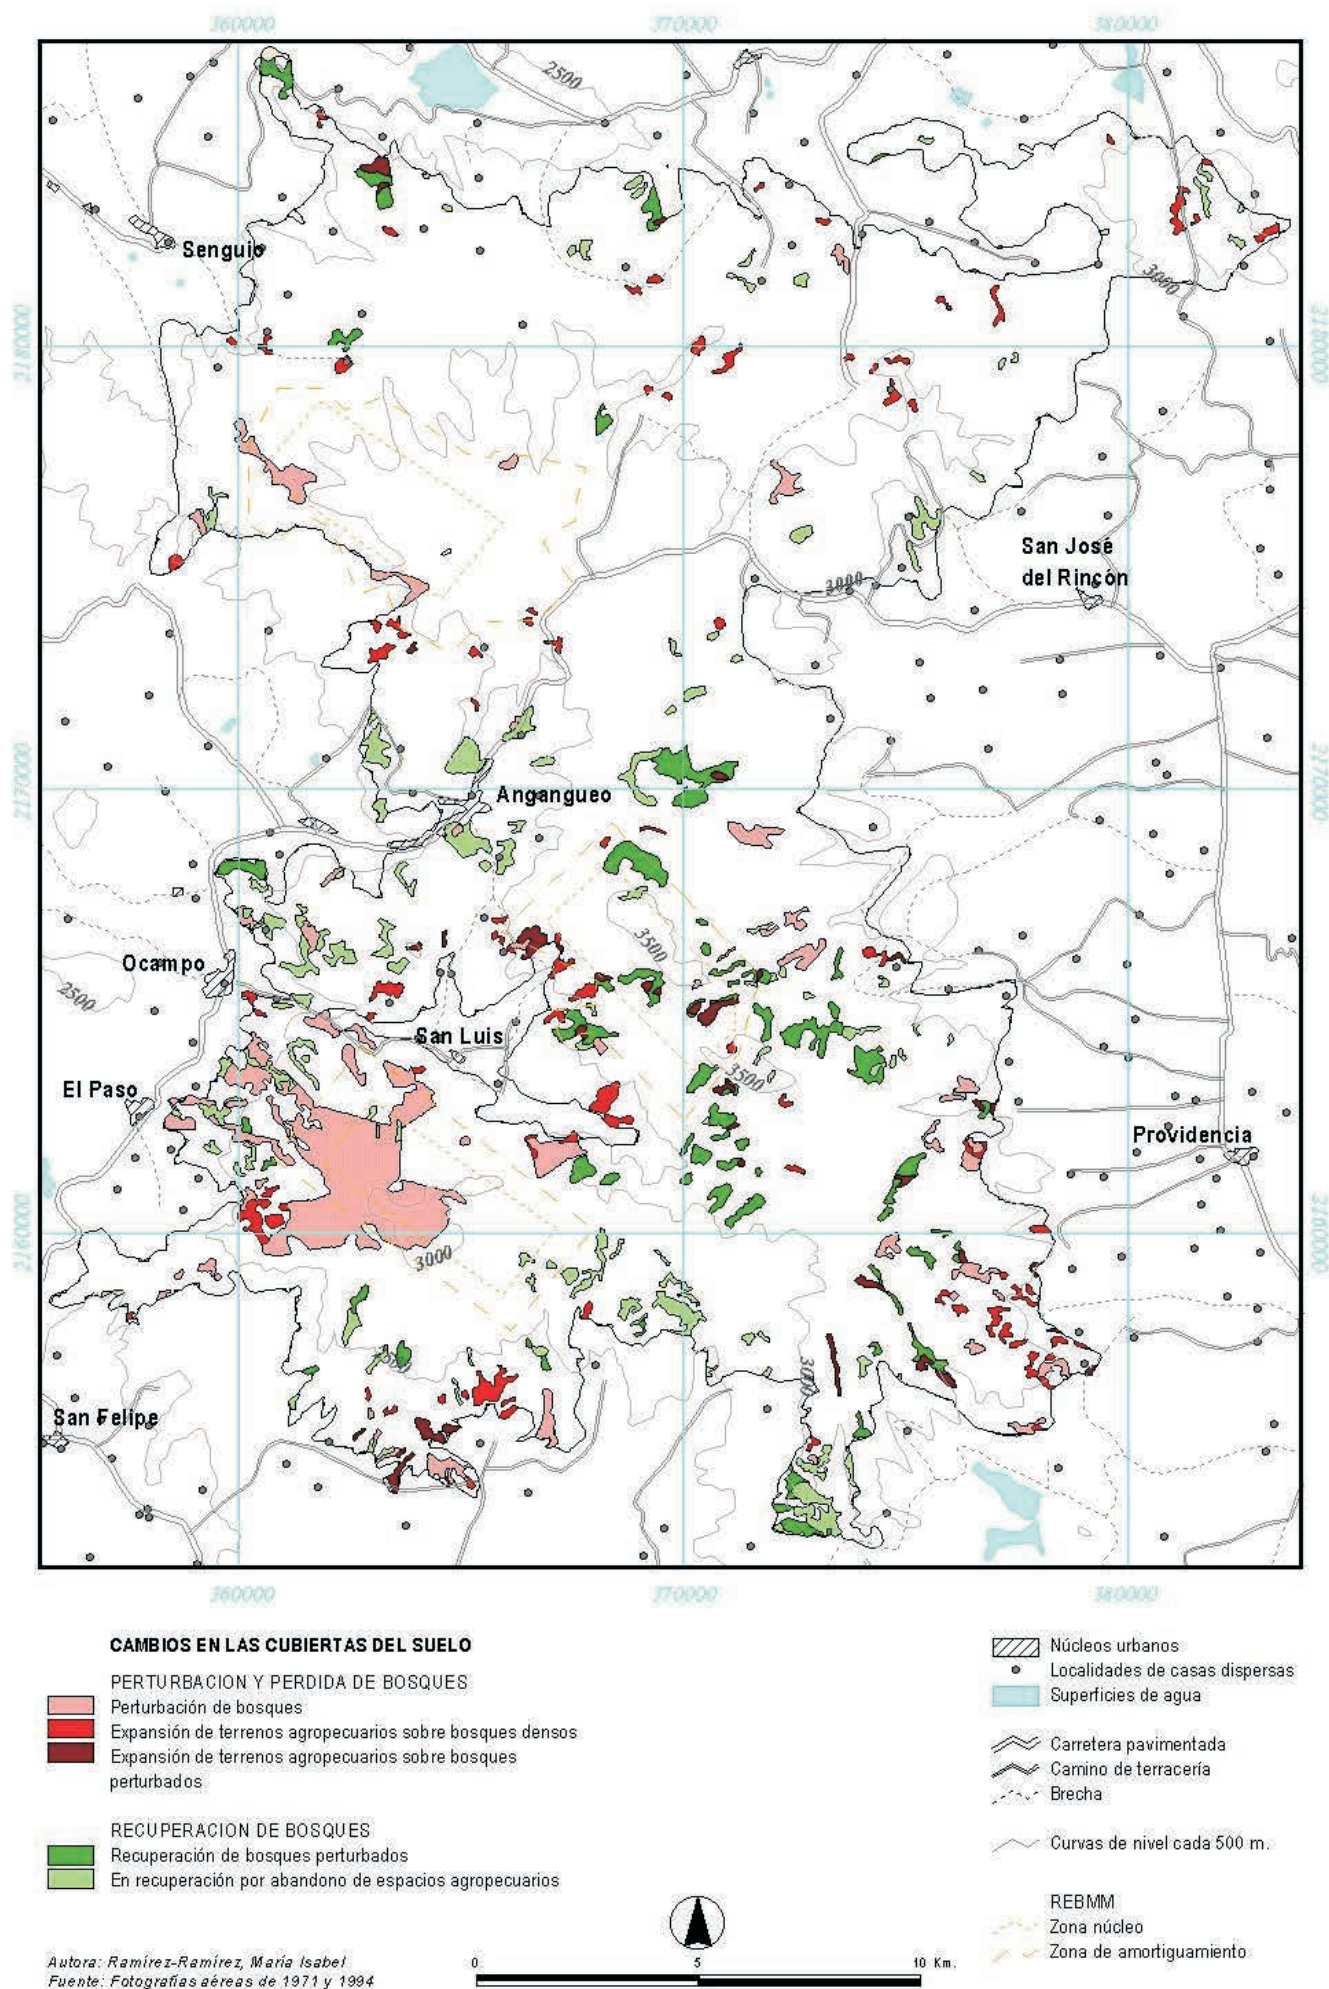 360000 370000 380000
2500
Senguio
3000
2180000 2180000
San José
del Rincón
3000
2170000 2170000
Angangueo
3500
Ocampo
2500
San Luis
3500
El Paso
Providencia
2160000 2160000
3000
3000
San Felipe
360000 370000 380000
CAMBIOS EN LAS CUBIERTAS DEL SUELO
PERTURBACION Y PERDIDA DE BOSQUES
Perturbación de bosques
Expansión de terrenos agropecuarios sobre bosques densos
Expansión de terrenos agropecuarios sobre bosques
perturbados
RECUPERACION DE BOSQUES
Recuperación de bosques perturbados
En recuperación por abandono de espacios agropecuarios
Núcleos urbanos
Localidades de casas dispersas
Superficies de agua
Carretera pavimentada
Camino de terracería
Brecha
Curvas de nivel cada 500 m.
REBMM
Zona núcleo
Zona de amortiguamiento
0 5 10 Km.
Autora: Ramírez-Ramírez, María Isabel
Fuente: Fotografías aéreas de 1971 y 1994